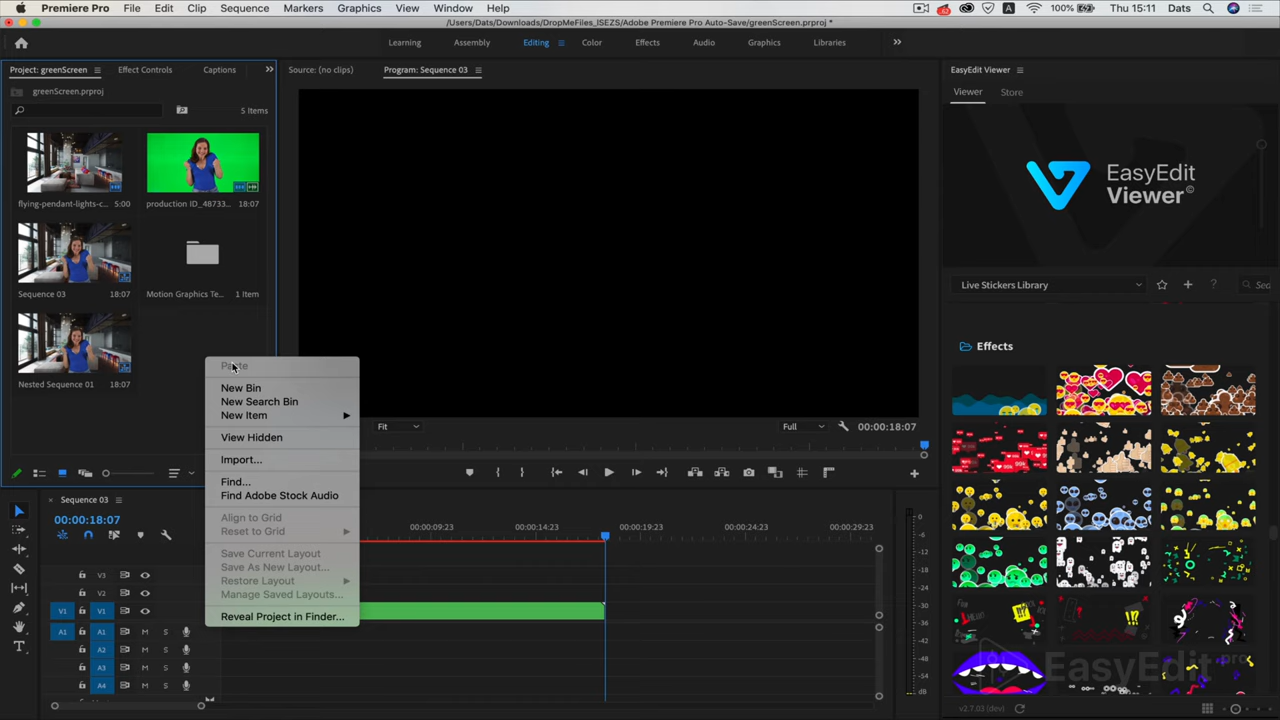 Premiere Pro File Edit Clip Sequence Markers Graphics View Window Help 100% A Thu 15:11 Dats
/Users/Dats/Downloads/DropMeFiles_ISEZS/Adobe Premiere Pro Auto-Save/greenScreen.prproj *
Learning Assembly Editing Color Effects Audio Graphics Libraries
Project: greenScreen Effect Controls Captions
Source: (no clips) Program: Sequence 03
EasyEdit Viewer
greenScreen.prproj
Viewer Store
5 Items
EasyEdit
Viewer©
flying-pendant-lights-c... 5:00 production ID_48733... 18:07
Sequence 03 18:07 Motion Graphics Te... 1 Item
Live Stickers Library ? Sea
Effects
Nested Sequence 01 18:07
Paste
New Bin
New Search Bin
New Item
View Hidden
Import...
Find...
Find Adobe Stock Audio
Align to Grid
Reset to Grid
Save Current Layout
Save As New Layout...
Restore Layout
Manage Saved Layouts...
Reveal Project in Finder...
Fit Full 00:00:18:07
Sequence 03
00:00:18:07
00:00:09:23 00:00:14:23 00:00:19:23 00:00:24:23 00:00:29:23
V3
V2
V1 V1
A1 A1 M S
A2 M S
A3 M S
A4 M S
0
-6
-12
-18
-24
-30
-36
-42
-48
-54
dB
EasyEdit pro
v2.7.03 (dev)